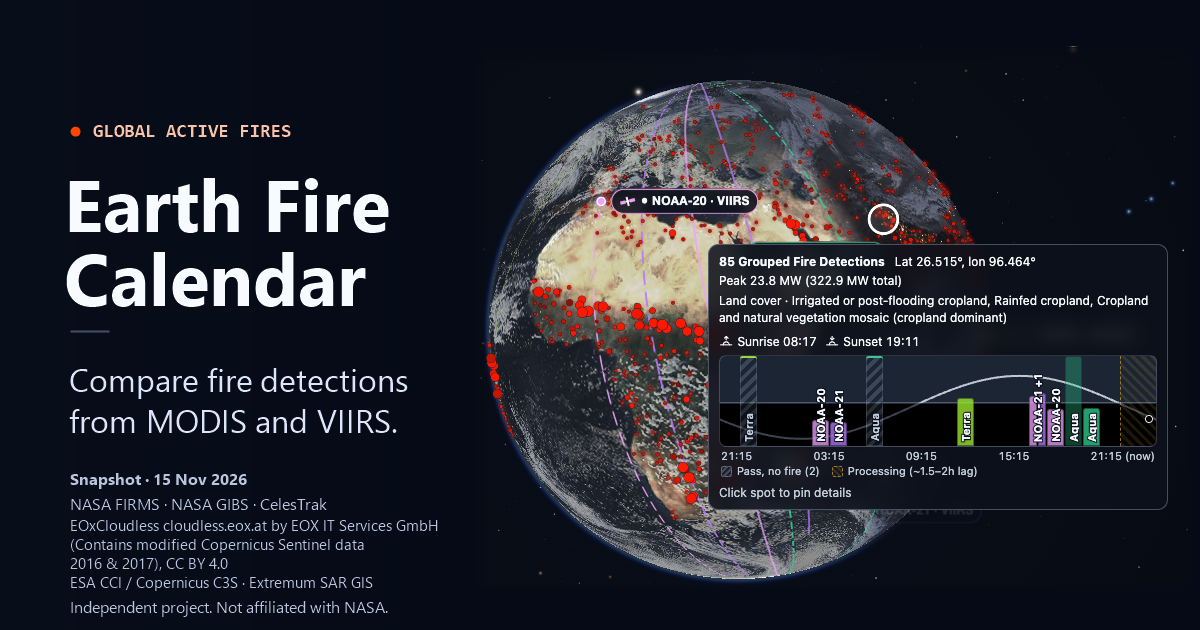 GLOBAL ACTIVE FIRES
Earth Fire
Calendar
Compare fire detections
from MODIS and VIIRS.
Snapshot · 15 Nov 2026
NASA FIRMS · NASA GIBS · CelesTrak
EOxCloudless cloudless.eox.at by EOX IT Services GmbH
(Contains modified Copernicus Sentinel data
2016 & 2017), CC BY 4.0
ESA CCI / Copernicus C3S · Extremum SAR GIS
Independent project. Not affiliated with NASA.
NOAA-20 · VIIRS
85 Grouped Fire Detections Lat 26.515°, lon 96.464°
Peak 23.8 MW (322.9 MW total)
Land cover · Irrigated or post-flooding cropland, Rainfed cropland, Cropland
and natural vegetation mosaic (cropland dominant)
Sunrise 08:17 Sunset 19:11
Terra
NOAA-20
NOAA-21
Aqua
Terra
NOAA-21 +1
NOAA-20
Aqua
Aqua
21:15 03:15 09:15 15:15 21:15 (now)
Pass, no fire (2) Processing (~1.5–2h lag)
Click spot to pin details
NOAA-21 · VIIRS